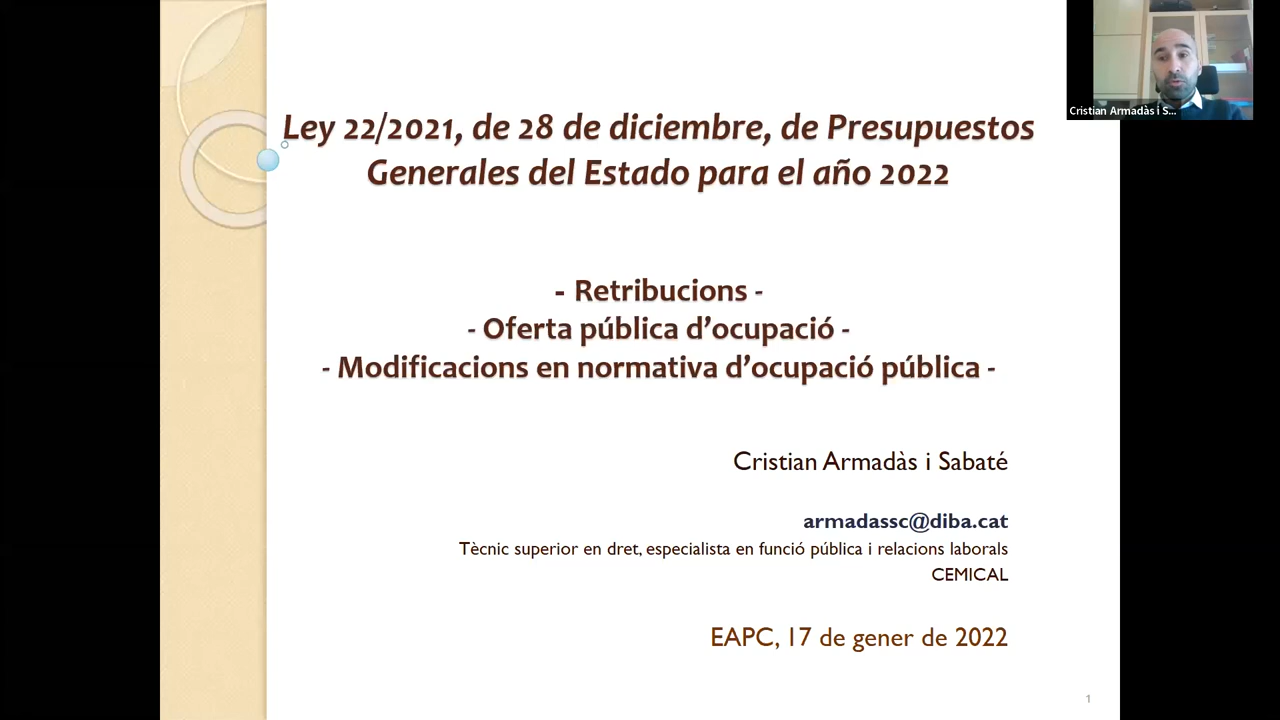 Ley 22/2021, de 28 de diciembre, de Presupuestos
Generales del Estado para el año 2022
- Retribucions -
- Oferta pública d’ocupació -
- Modificacions en normativa d’ocupació pública -
Cristian Armadàs i Sabaté
armadassc@diba.cat
Tècnic superior en dret, especialista en funció pública i relacions laborals
CEMICAL
EAPC, 17 de gener de 2022
1
Cristian Armadàs i S...